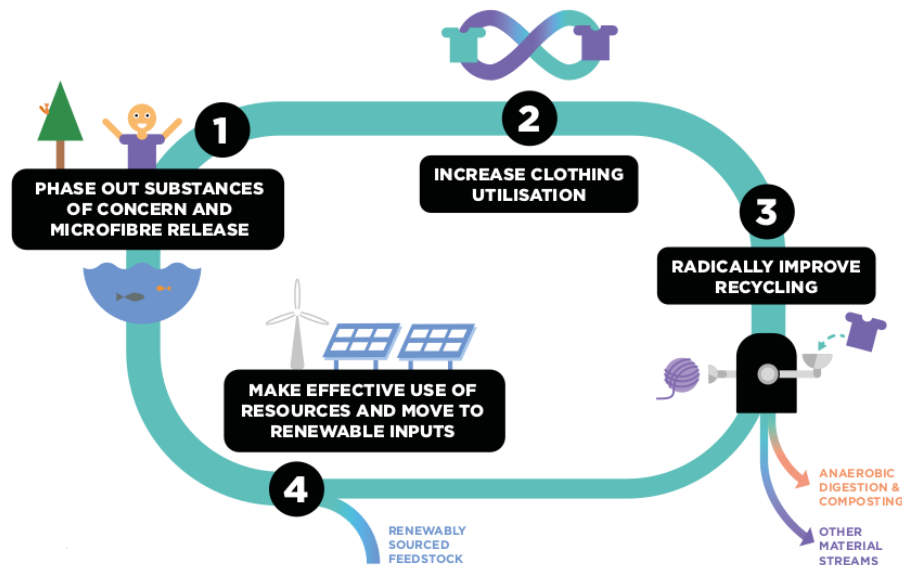 1
PHASE OUT SUBSTANCES
OF CONCERN AND
MICROFIBRE RELEASE
2
INCREASE CLOTHING
UTILISATION
3
RADICALLY IMPROVE
RECYCLING
MAKE EFFECTIVE USE OF
RESOURCES AND MOVE TO
RENEWABLE INPUTS
4
RENEWABLY
SOURCED
FEEDSTOCK
ANAEROBIC
DIGESTION &
COMPOSTING
OTHER
MATERIAL
STREAMS